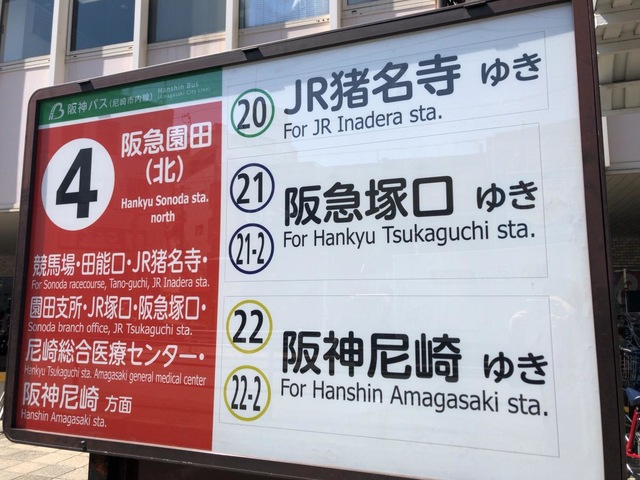 阪神バス(尼崎市内線)
Hanshin Bus
(Amagasaki City Line)
4
阪急園田
(北)
Hankyu Sonoda sta.
north
競馬場・田能口・JR猪名寺・
For Sonoda racecourse, Tano-guchi, JR Inadera sta.
園田支所・JR塚口・阪急塚口・
Sonoda branch office, JR Tsukaguchi sta.
尼崎総合医療センター・
Hankyu Tsukaguchi sta. Amagasaki general medical center
阪神尼崎 方面
Hanshin Amagasaki sta.
20
JR猪名寺 ゆき
For JR Inadera sta.
21
21-2
阪急塚口 ゆき
For Hankyu Tsukaguchi sta.
22
22-2
阪神尼崎 ゆき
For Hanshin Amagasaki sta.